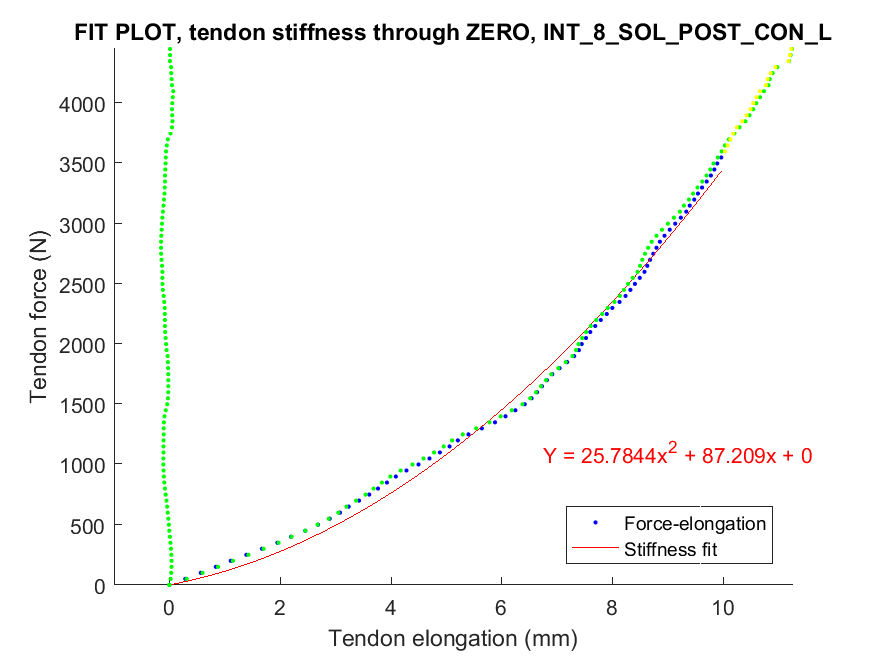 FIT PLOT, tendon stiffness through ZERO, INT_8_SOL_POST_CON_L
Tendon force (N)
4000
3500
3000
2500
2000
1500
1000
500
0
Y = 25.7844x² + 87.209x + 0
Force-elongation
Stiffness fit
0 2 4 6 8 10
Tendon elongation (mm)